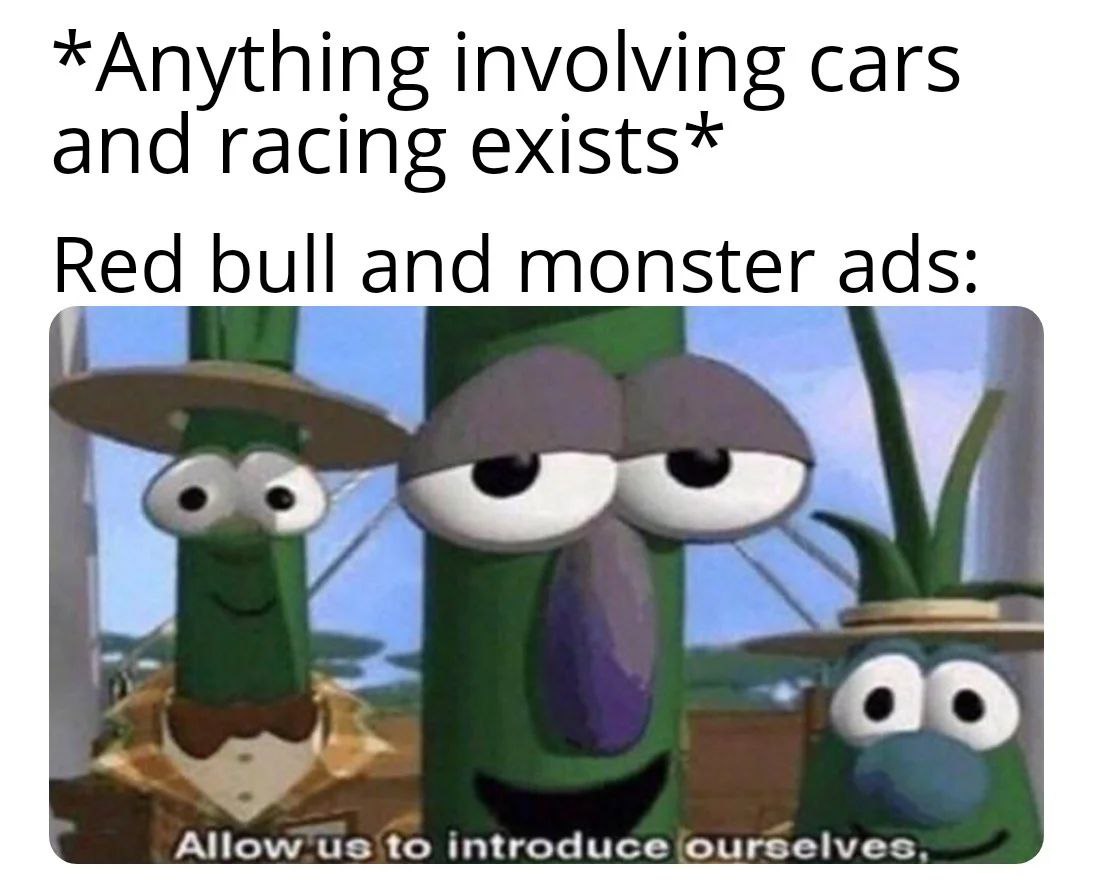 *Anything involving cars
and racing exists*
Red bull and monster ads:
Allow us to introduce ourselves.